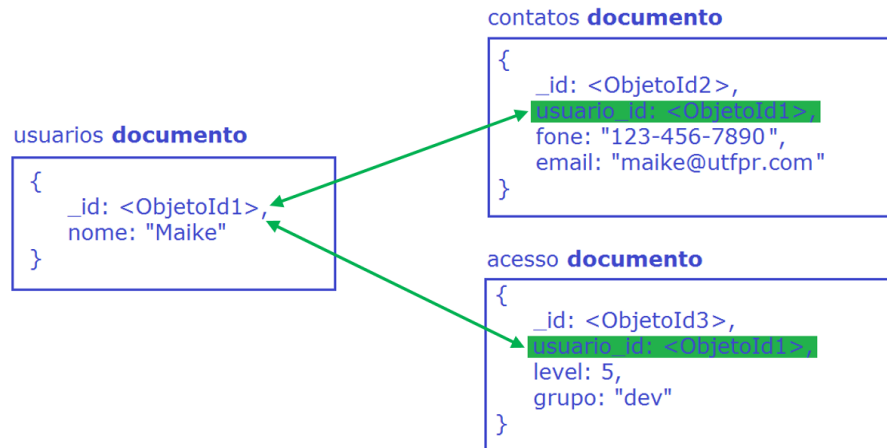 usuarios documento
{
_id: <ObjetoId1>,
nome: "Maike"
}
contatos documento
{
_id: <ObjetoId2>,
usuario_id: <ObjetoId1>,
fone: "123-456-7890",
email: "maike@utfpr.com"
}
acesso documento
{
_id: <ObjetoId3>,
usuario_id: <ObjetoId1>,
level: 5,
grupo: "dev"
}